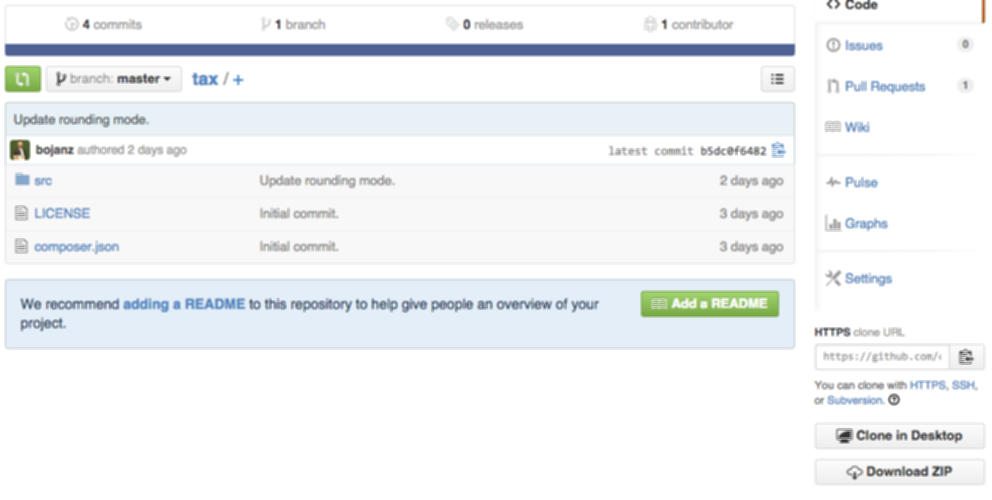 4 commits
1 branch
0 releases
1 contributor
branch: master
tax / +
Update rounding mode.
bojanz authored 2 days ago
latest commit b5dc0f6482
src Update rounding mode. 2 days ago
LICENSE Initial commit. 3 days ago
composer.json Initial commit. 3 days ago
We recommend adding a README to this repository to help give people an overview of your
project.
Add a README
<> Code
Issues 0
Pull Requests 1
Wiki
Pulse
Graphs
Settings
HTTPS clone URL
https://github.com/
You can clone with HTTPS, SSH,
or Subversion.
Clone in Desktop
Download ZIP